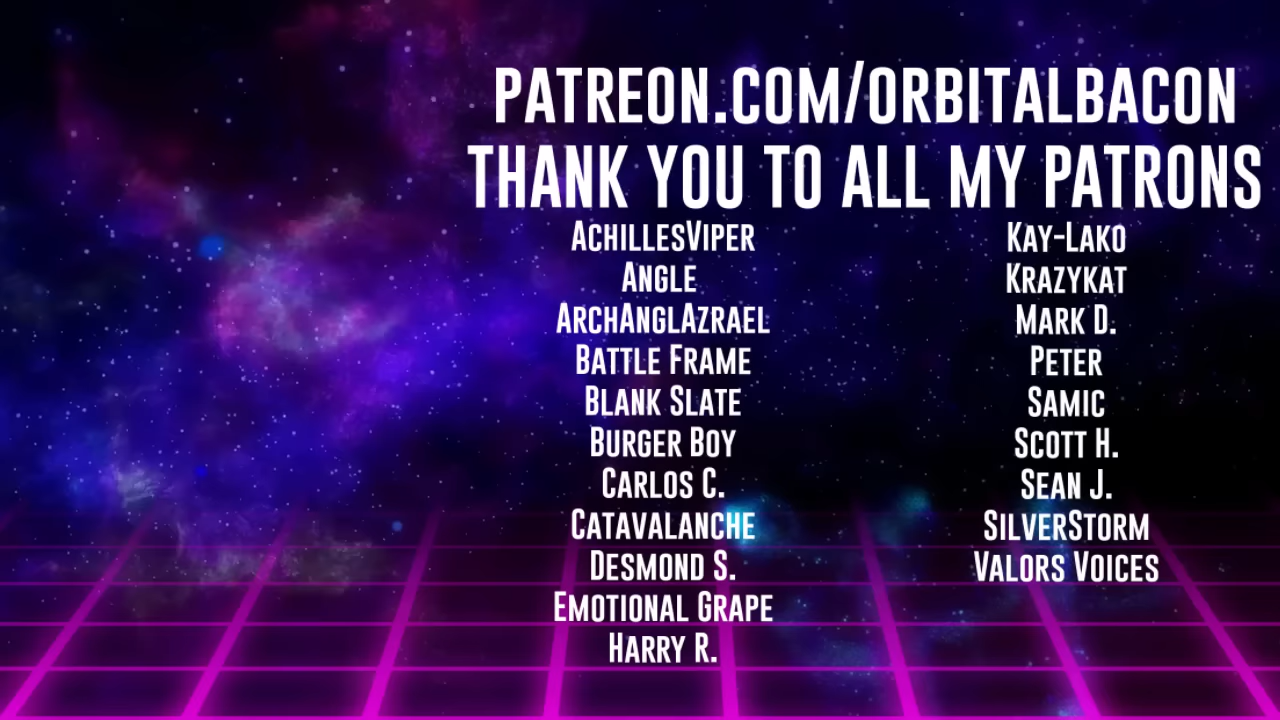 PATREON.COM/ORBITALBACON
THANK YOU TO ALL MY PATRONS
AchillesViper
Angle
ArchAnglAzrael
Battle Frame
Blank Slate
Burger Boy
Carlos C.
Catavalanche
Desmond S.
Emotional Grape
Harry R.
Kay-Lako
Krazykat
Mark D.
Peter
Samic
Scott H.
Sean J.
SilverStorm
Valors Voices